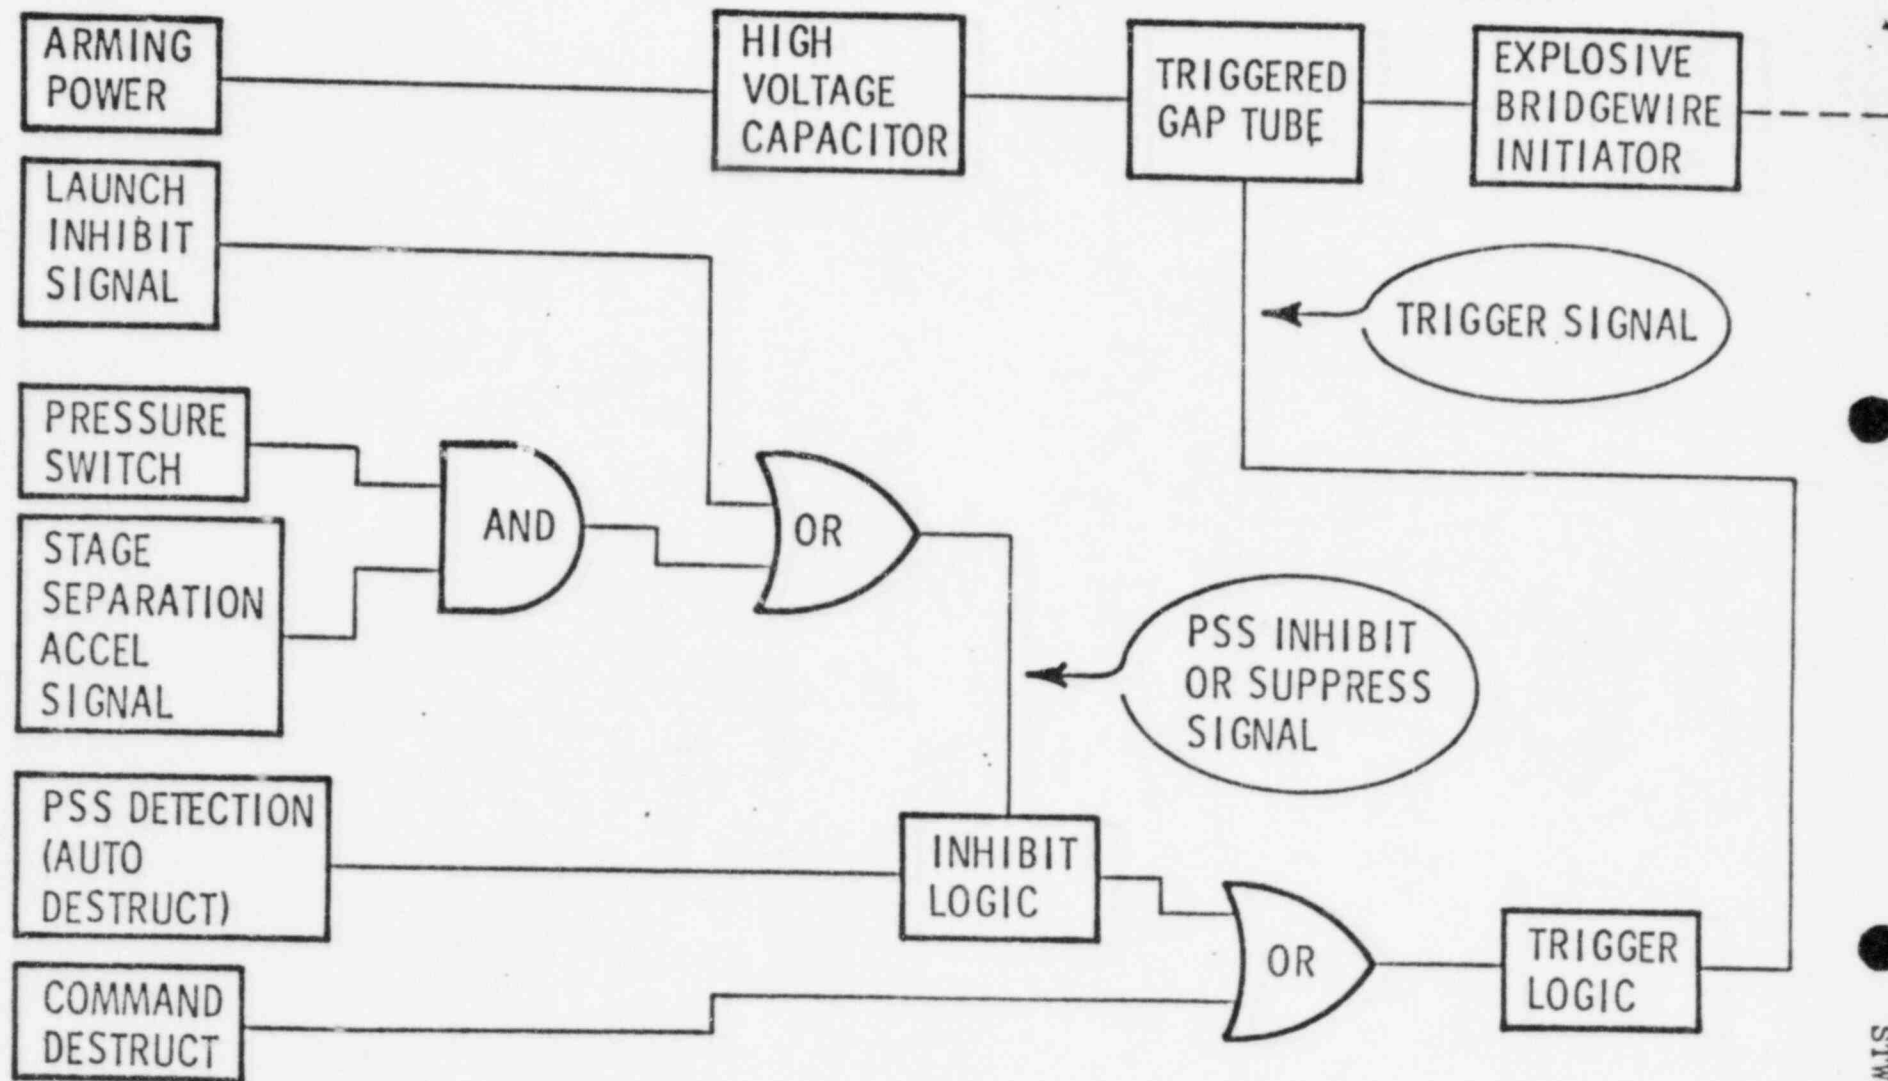 ARMING
POWER
HIGH
VOLTAGE
CAPACITOR
TRIGGERED
GAP TUBE
EXPLOSIVE
BRIDGEWIRE
INITIATOR
LAUNCH
INHIBIT
SIGNAL
TRIGGER SIGNAL
PRESSURE
SWITCH
AND
OR
STAGE
SEPARATION
ACCEL
SIGNAL
PSS INHIBIT
OR SUPPRESS
SIGNAL
PSS DETECTION
(AUTO
DESTRUCT)
INHIBIT
LOGIC
OR
TRIGGER
LOGIC
COMMAND
DESTRUCT
STW